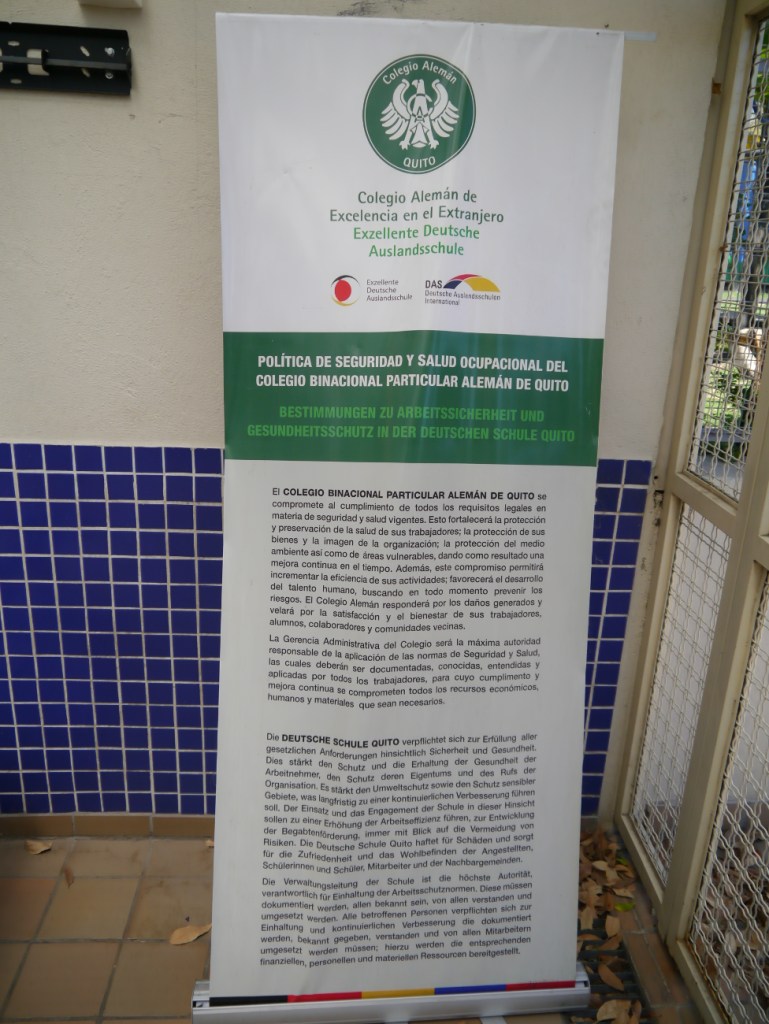 Colegio Alemán
QUITO
Colegio Alemán de
Excelencia en el Extranjero
Exzellente Deutsche
Auslandsschule
Exzellente
Deutsche
Auslandsschule
DAS
Deutsche Auslandsschulen
International
POLÍTICA DE SEGURIDAD Y SALUD OCUPACIONAL DEL
COLEGIO BINACIONAL PARTICULAR ALEMÁN DE QUITO
BESTIMMUNGEN ZU ARBEITSSICHERHEIT UND
GESUNDHEITSSCHUTZ IN DER DEUTSCHEN SCHULE QUITO
El COLEGIO BINACIONAL PARTICULAR ALEMÁN DE QUITO se
compromete al cumplimiento de todos los requisitos legales en
materia de seguridad y salud vigentes. Esto fortalecerá la protección
y preservación de la salud de sus trabajadores; la protección de sus
bienes y la imagen de la organización; la protección del medio
ambiente así como de áreas vulnerables, dando como resultado una
mejora continua en el tiempo. Además, este compromiso permitirá
incrementar la eficiencia de sus actividades; favorecerá el desarrollo
del talento humano, buscando en todo momento prevenir los
riesgos. El Colegio Alemán responderá por los daños generados y
velará por la satisfacción y el bienestar de sus trabajadores,
alumnos, colaboradores y comunidades vecinas.
La Gerencia Administrativa del Colegio será la máxima autoridad
responsable de la aplicación de las normas de Seguridad y Salud,
las cuales deberán ser documentadas, conocidas, entendidas y
aplicadas por todos los trabajadores, para cuyo cumplimento y
mejora continua se comprometen todos los recursos económicos,
humanos y materiales que sean necesarios.
Die DEUTSCHE SCHULE QUITO verpflichtet sich zur Erfüllung aller
gesetzlichen Anforderungen hinsichtlich Sicherheit und Gesundheit.
Dies stärkt den Schutz und die Erhaltung der Gesundheit der
Arbeitnehmer, den Schutz deren Eigentums und des Rufs der
Organisation. Es stärkt den Umweltschutz sowie den Schutz sensibler
Gebiete, was langfristig zu einer kontinuierlichen Verbesserung führen
soll. Der Einsatz und das Engagement der Schule in dieser Hinsicht
sollen zu einer Erhöhung der Arbeitseffizienz führen, zur Entwicklung
der Begabtenförderung, immer mit Blick auf die Vermeidung von
Risiken. Die Deutsche Schule Quito haftet für Schäden und sorgt
für die Zufriedenheit und das Wohlbefinden der Angestellten,
Schülerinnen und Schüler, Mitarbeiter und der Nachbargemeinden.
Die Verwaltungsleitung der Schule ist die höchste Autorität,
verantwortlich für Einhaltung der Arbeitsschutznormen. Diese müssen
dokumentiert werden, allen bekannt sein, von allen verstanden und
umgesetzt werden. Alle betroffenen Personen verpflichten sich zur
Einhaltung und kontinuierlichen Verbesserung die dokumentiert
werden, bekannt gegeben, verstanden und von allen Mitarbeitern
umgesetzt werden müssen; hierzu werden die entsprechenden
finanziellen, personellen und materiellen Ressourcen bereitgestellt.